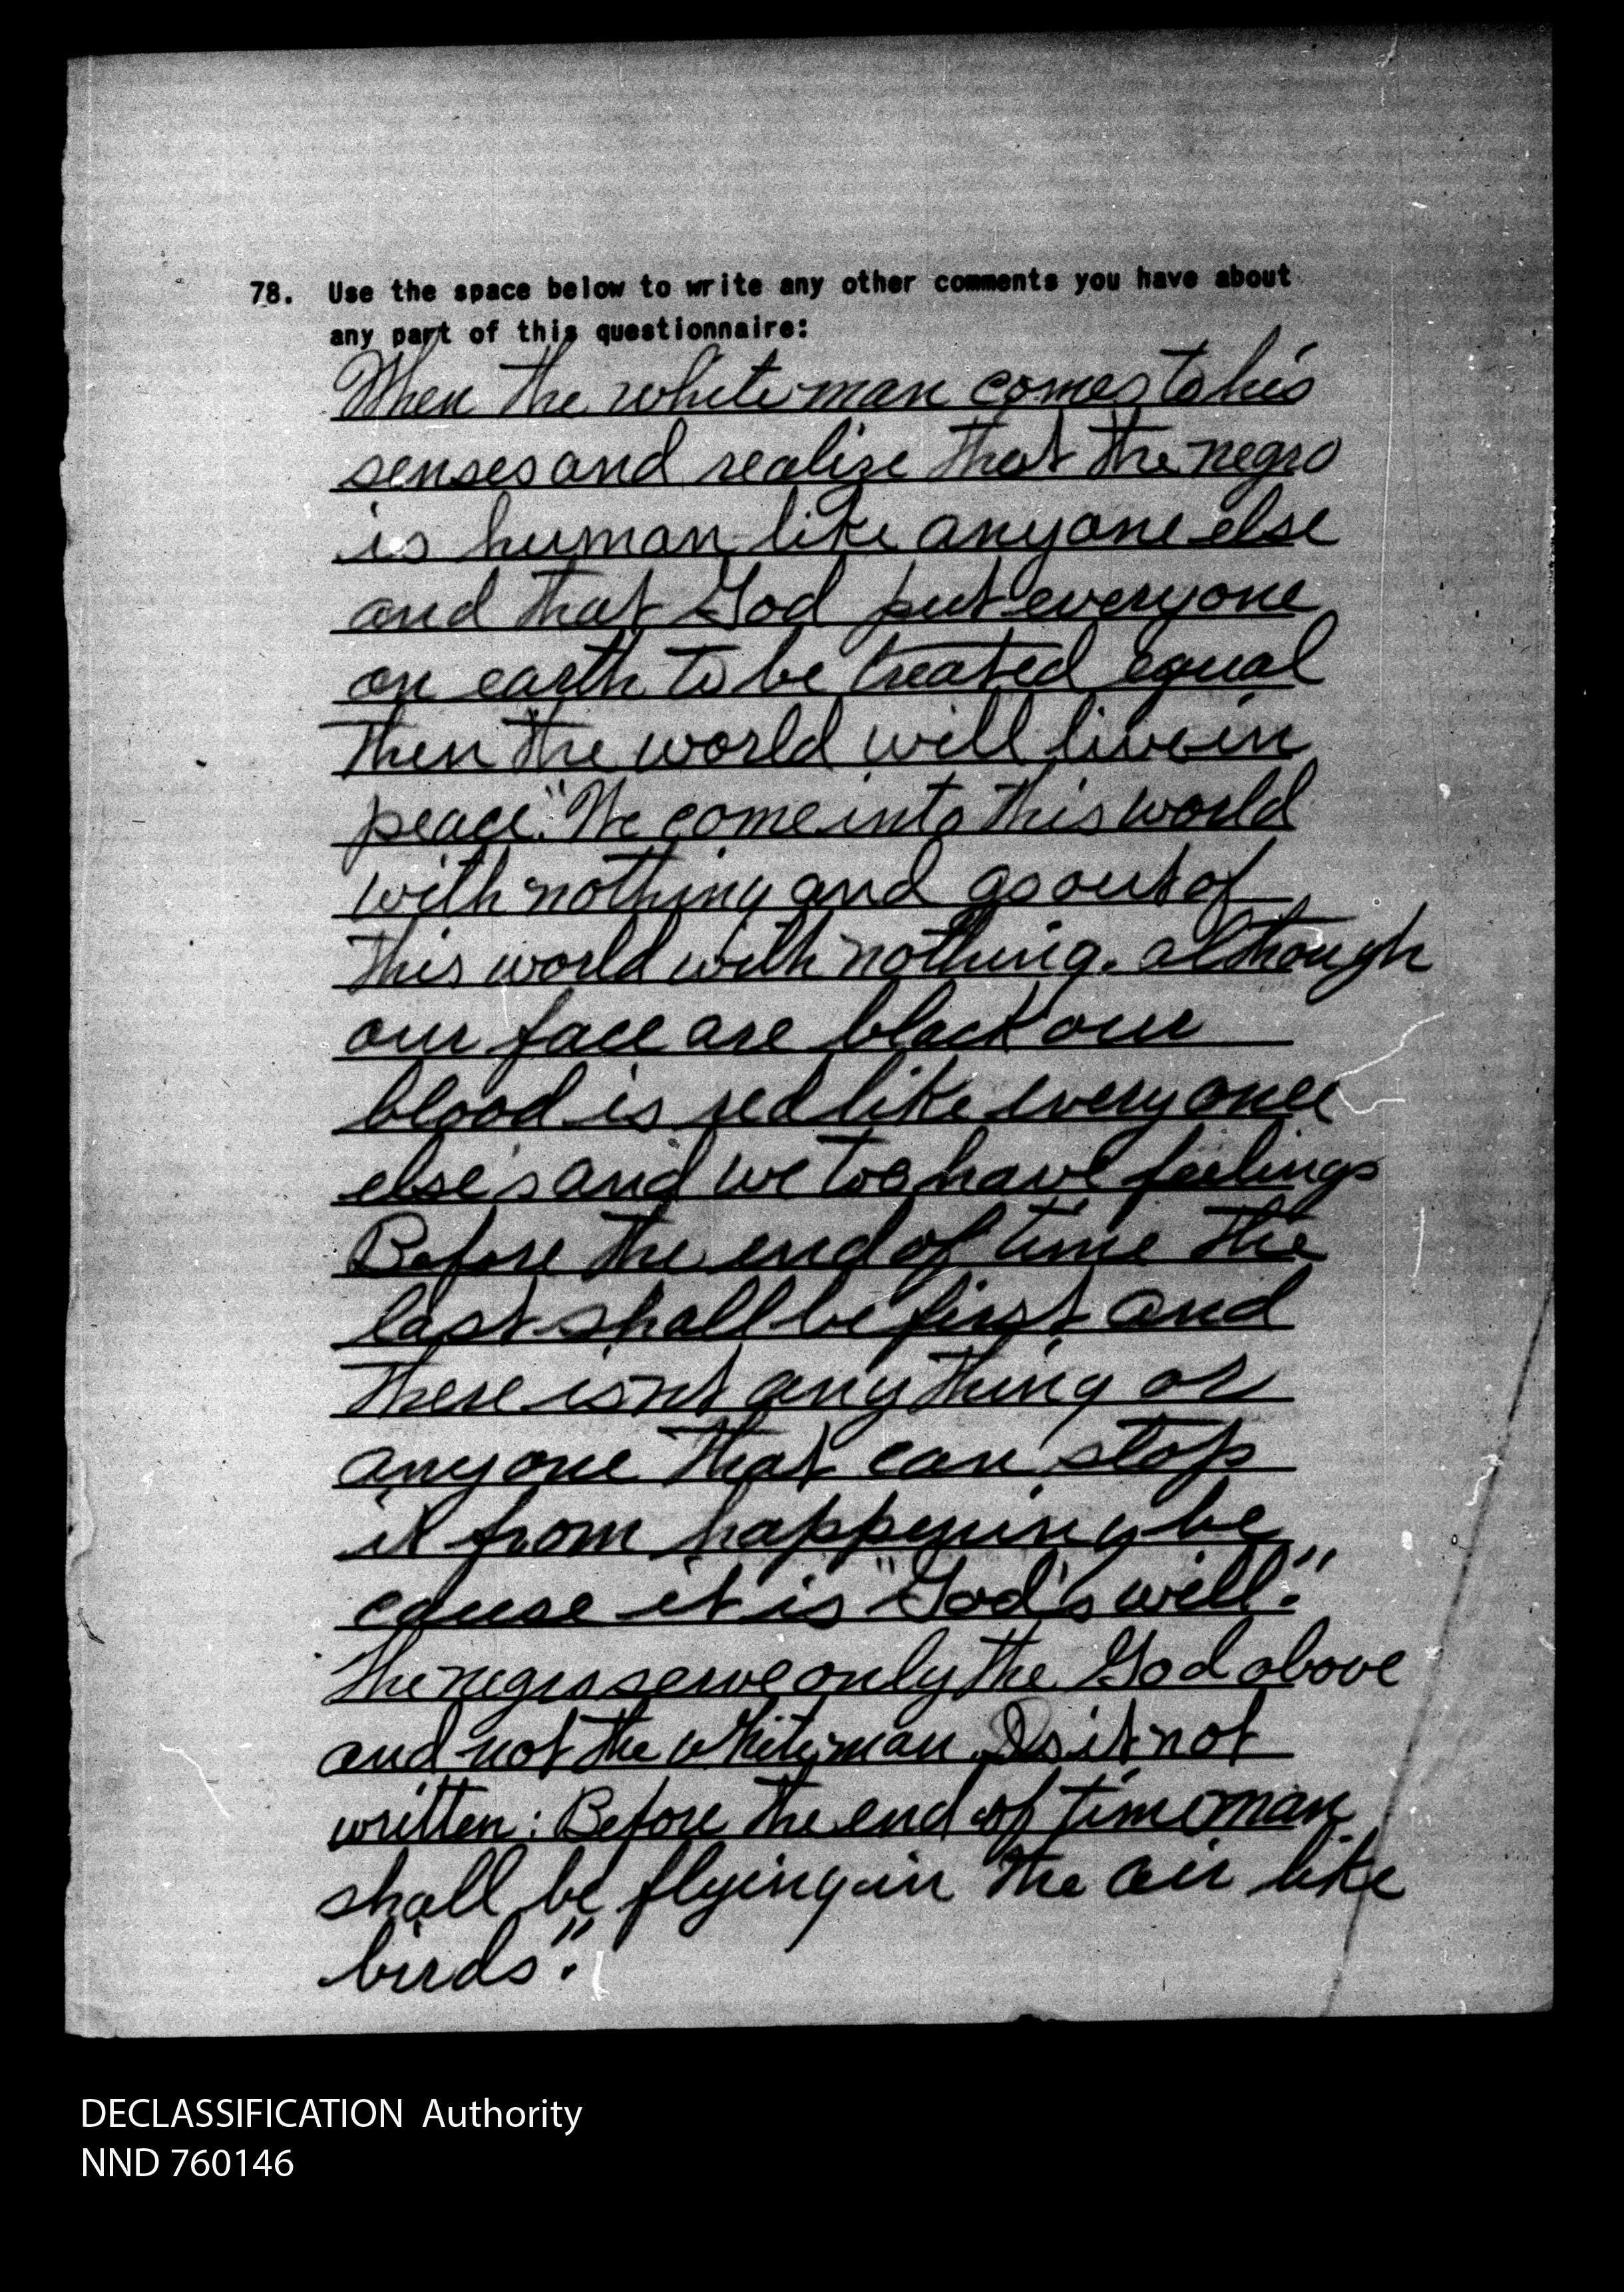 78. Use the space below to write any other comments you have about
any part of this questionnaire:
When the white man comes to his
senses and realize that the negro
is human like anyone else
and that God put everyone
on earth to be treated equal
then the world will live in
peace. "We come into this world
with nothing and go out of
this world with nothing. although
our face are black our
blood is red like everyone
else's and we too have feelings
Before the end of time the
last shall be first and
there isn't anything or
anyone that can stop
it from happening be
cause it is "God's will."
The negro serve only the God above
and not the white man. Is it not
written: Before the end of time man
shall be flying in the air like
birds".
DECLASSIFICATION Authority
NND 760146